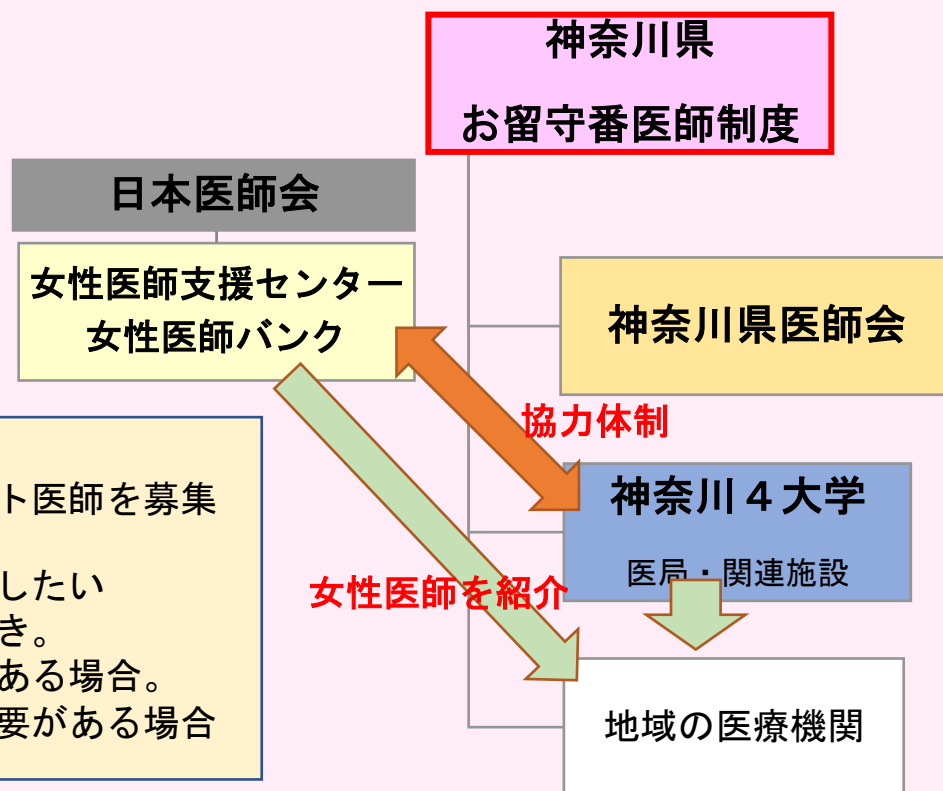 神奈川県
お留守番医師制度
日本医師会
女性医師支援センター
女性医師バンク
神奈川県医師会
協力体制
神奈川４大学
医局・関連施設
女性医師を紹介
地域の医療機関
ト医師を募集
したい
き。
ある場合。
要がある場合